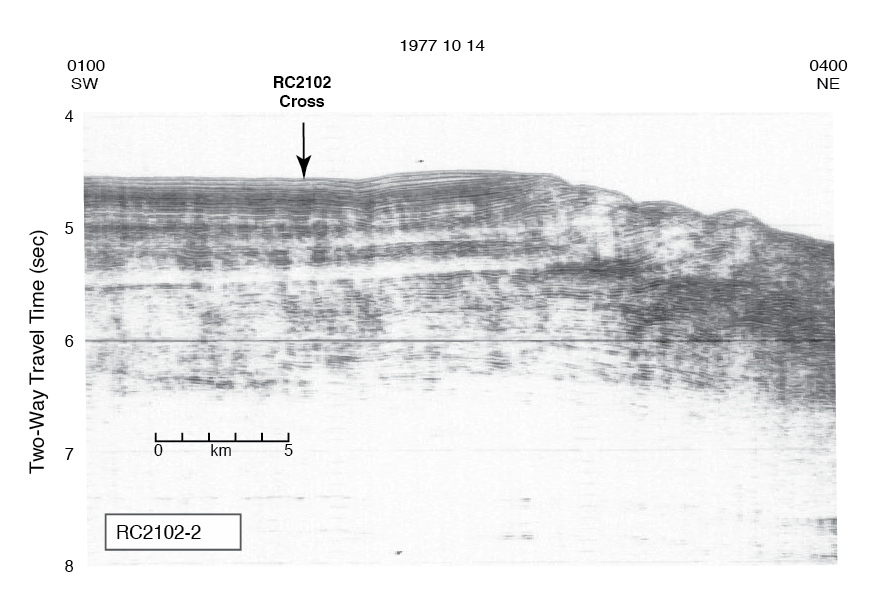 1977 10 14
0100
SW
RC2102
Cross
0400
NE
4
5
6
7
8
Two-Way Travel Time (sec)
0 km 5
RC2102-2